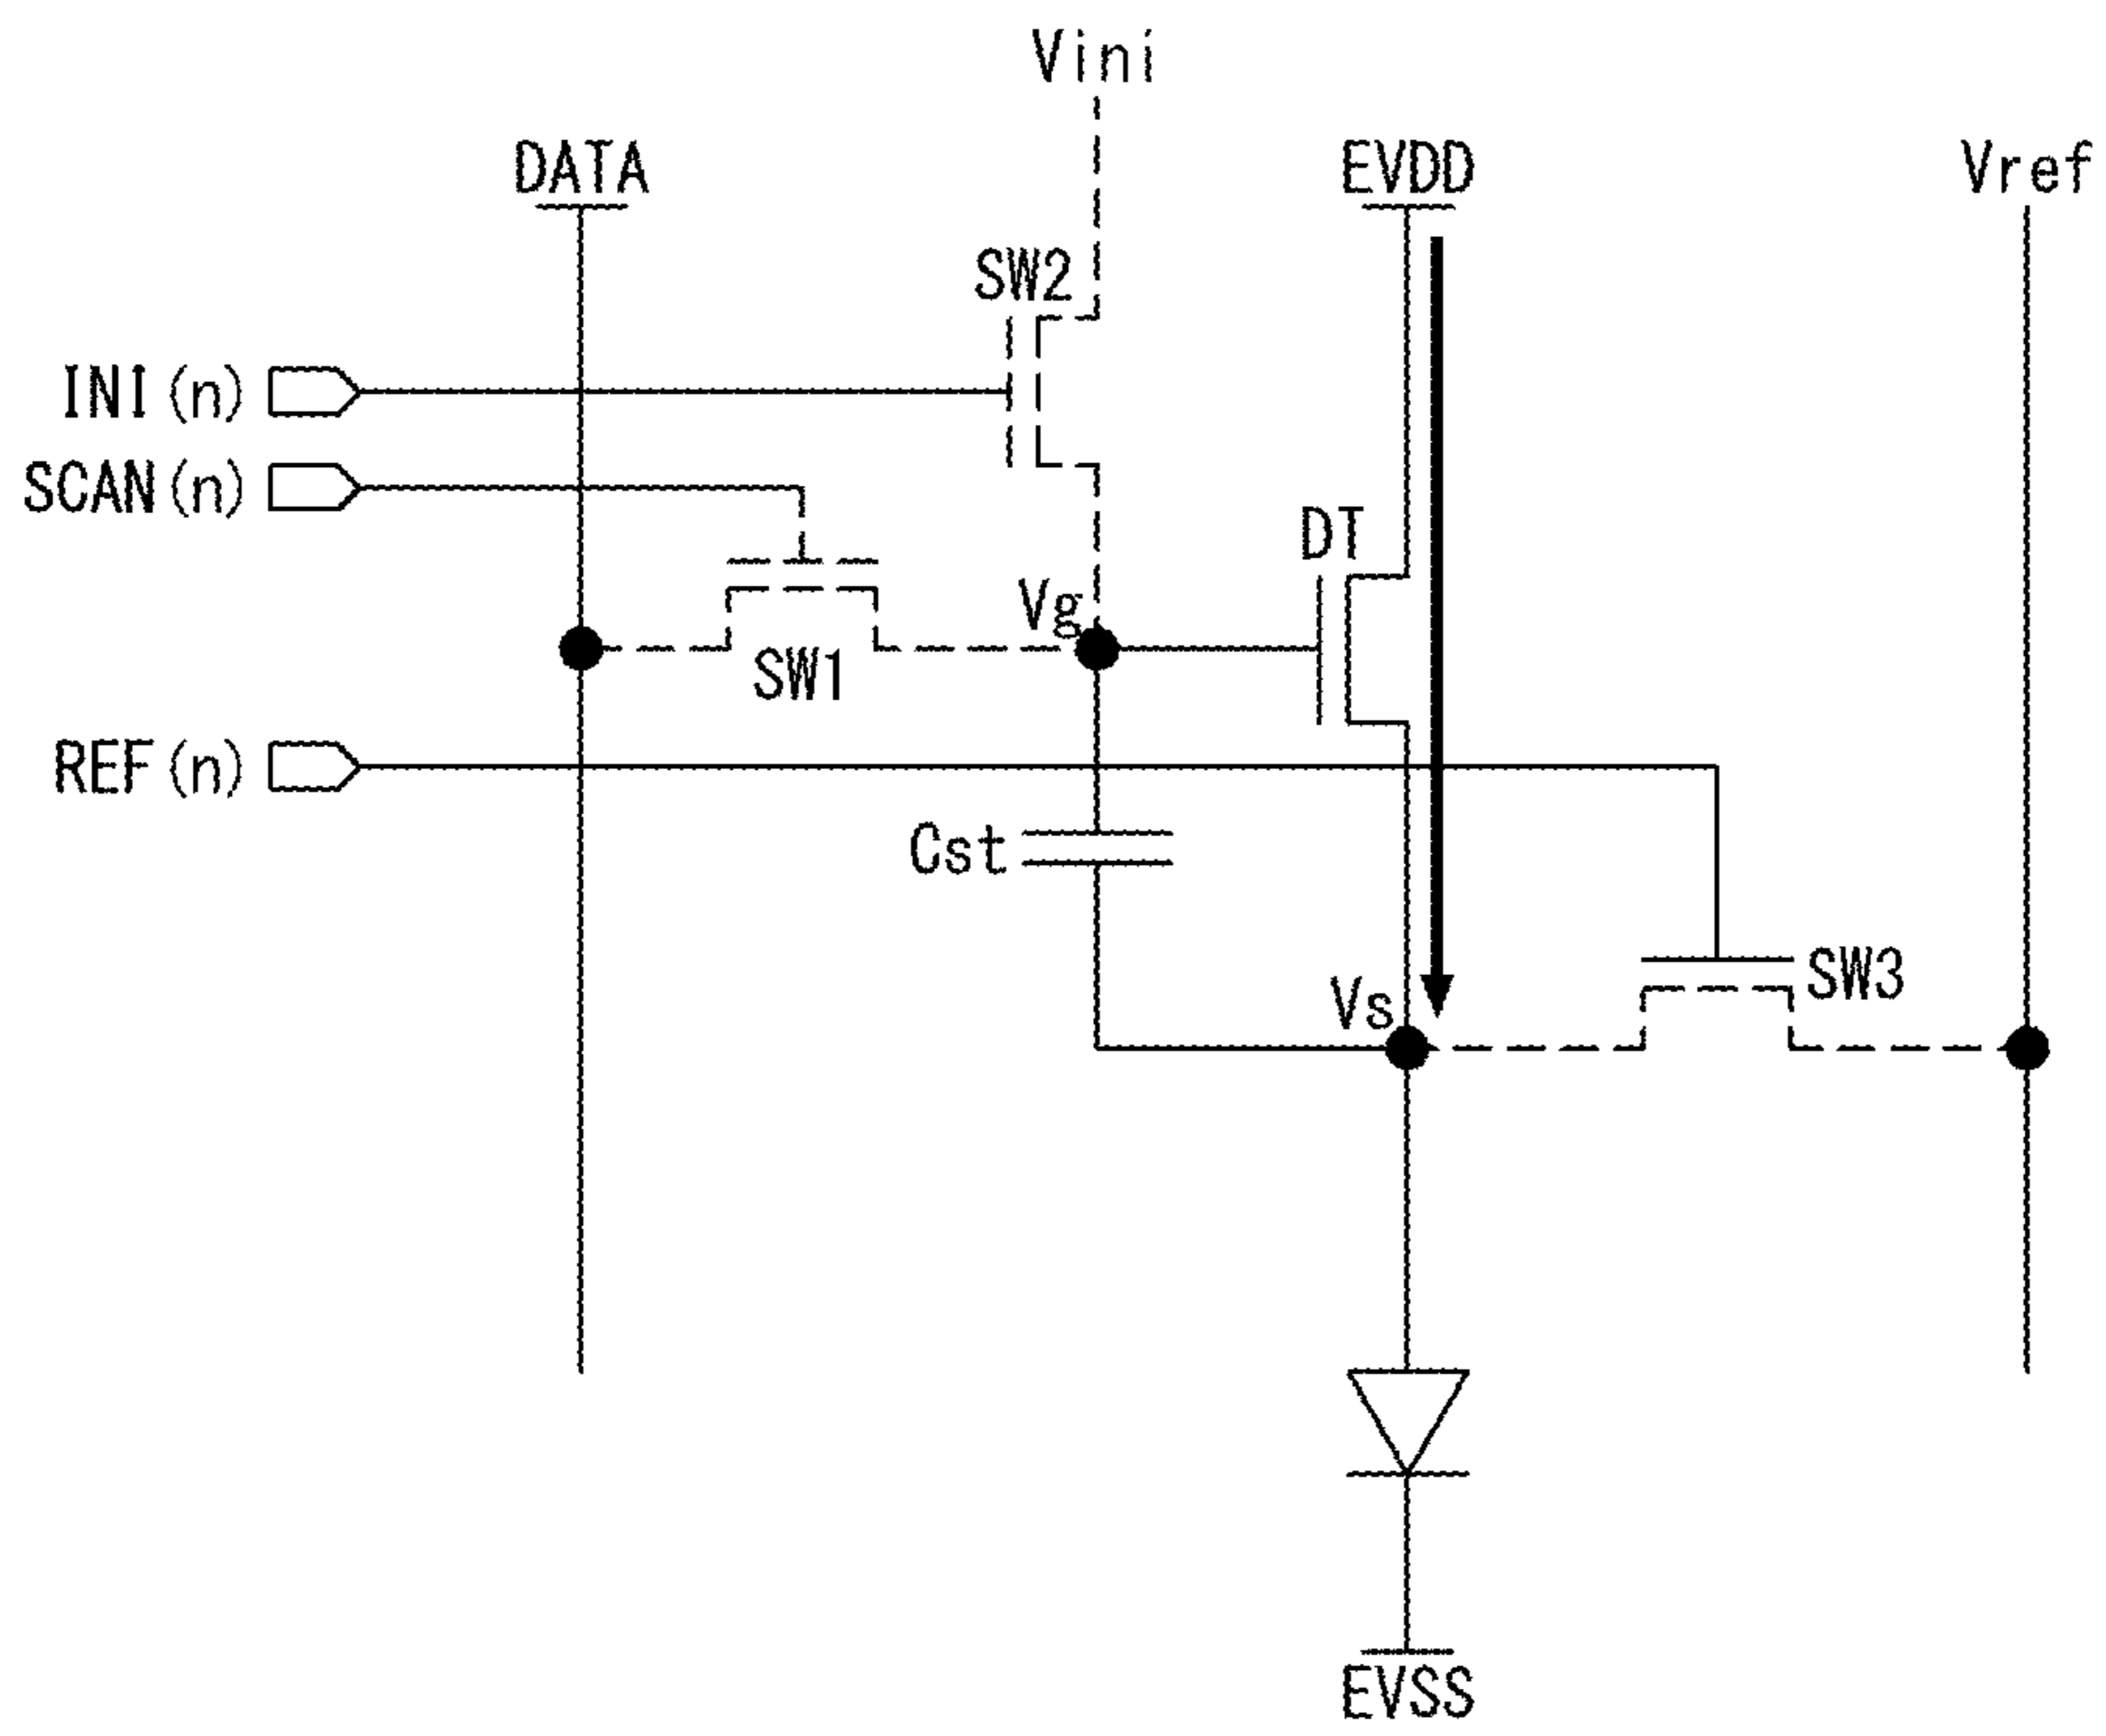 Vini
DATA
EVDD
Vref
SW2
INI(n)
SCAN(n)
DT
Vg
SW1
REF(n)
Cst
SW3
Vs
EVSS